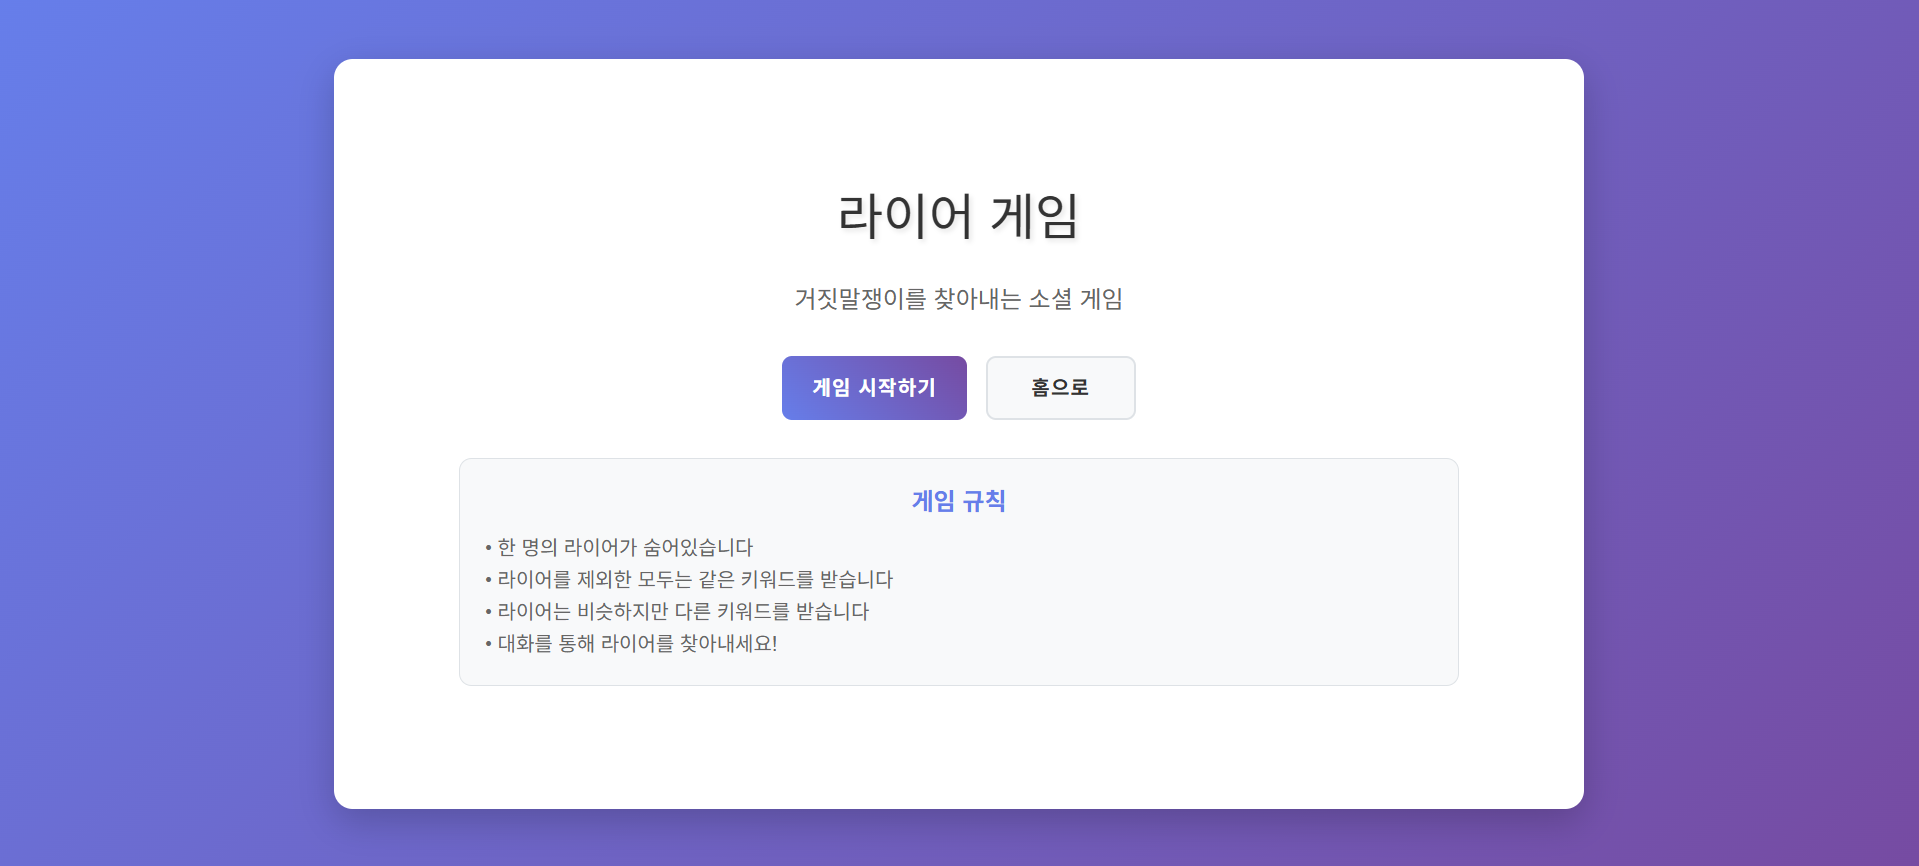 라이어 게임
거짓말쟁이를 찾아내는 소셜 게임
게임 시작하기
홈으로
게임 규칙
• 한 명의 라이어가 숨어있습니다
• 라이어를 제외한 모두는 같은 키워드를 받습니다
• 라이어는 비슷하지만 다른 키워드를 받습니다
• 대화를 통해 라이어를 찾아내세요!